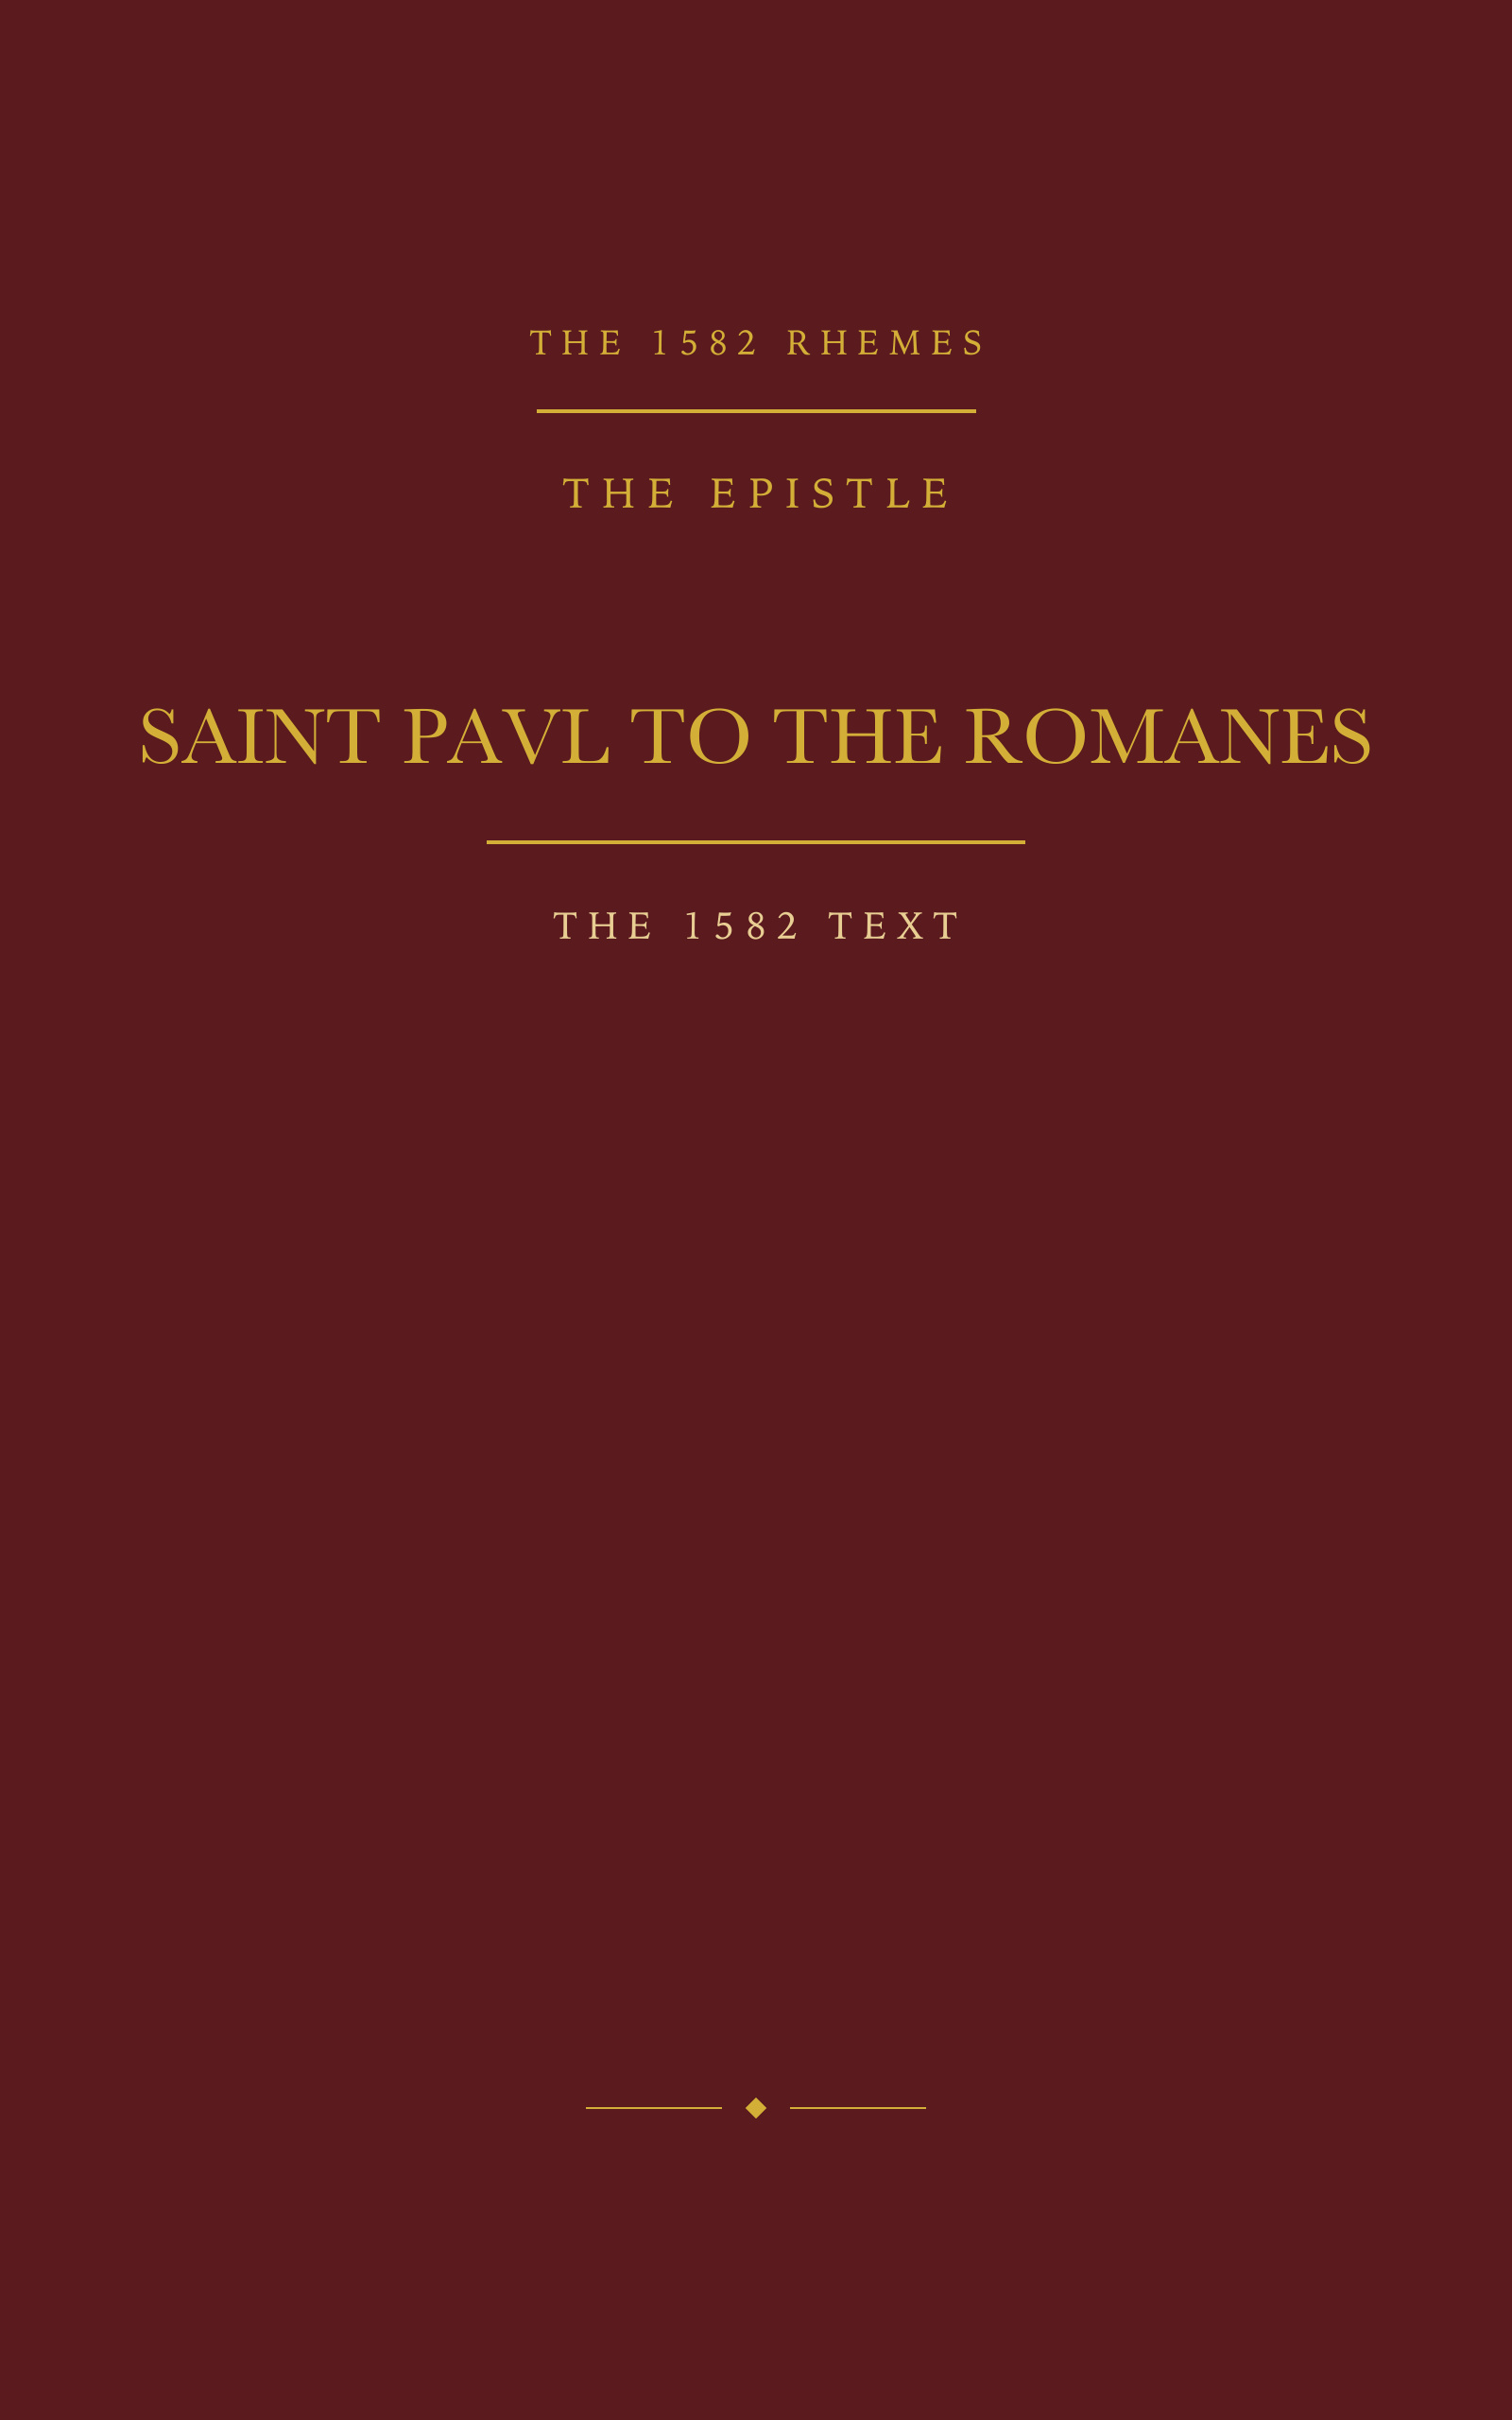 THE 1582 RHEMES
THE EPISTLE
SAINT PAVL TO THE ROMANES
THE 1582 TEXT